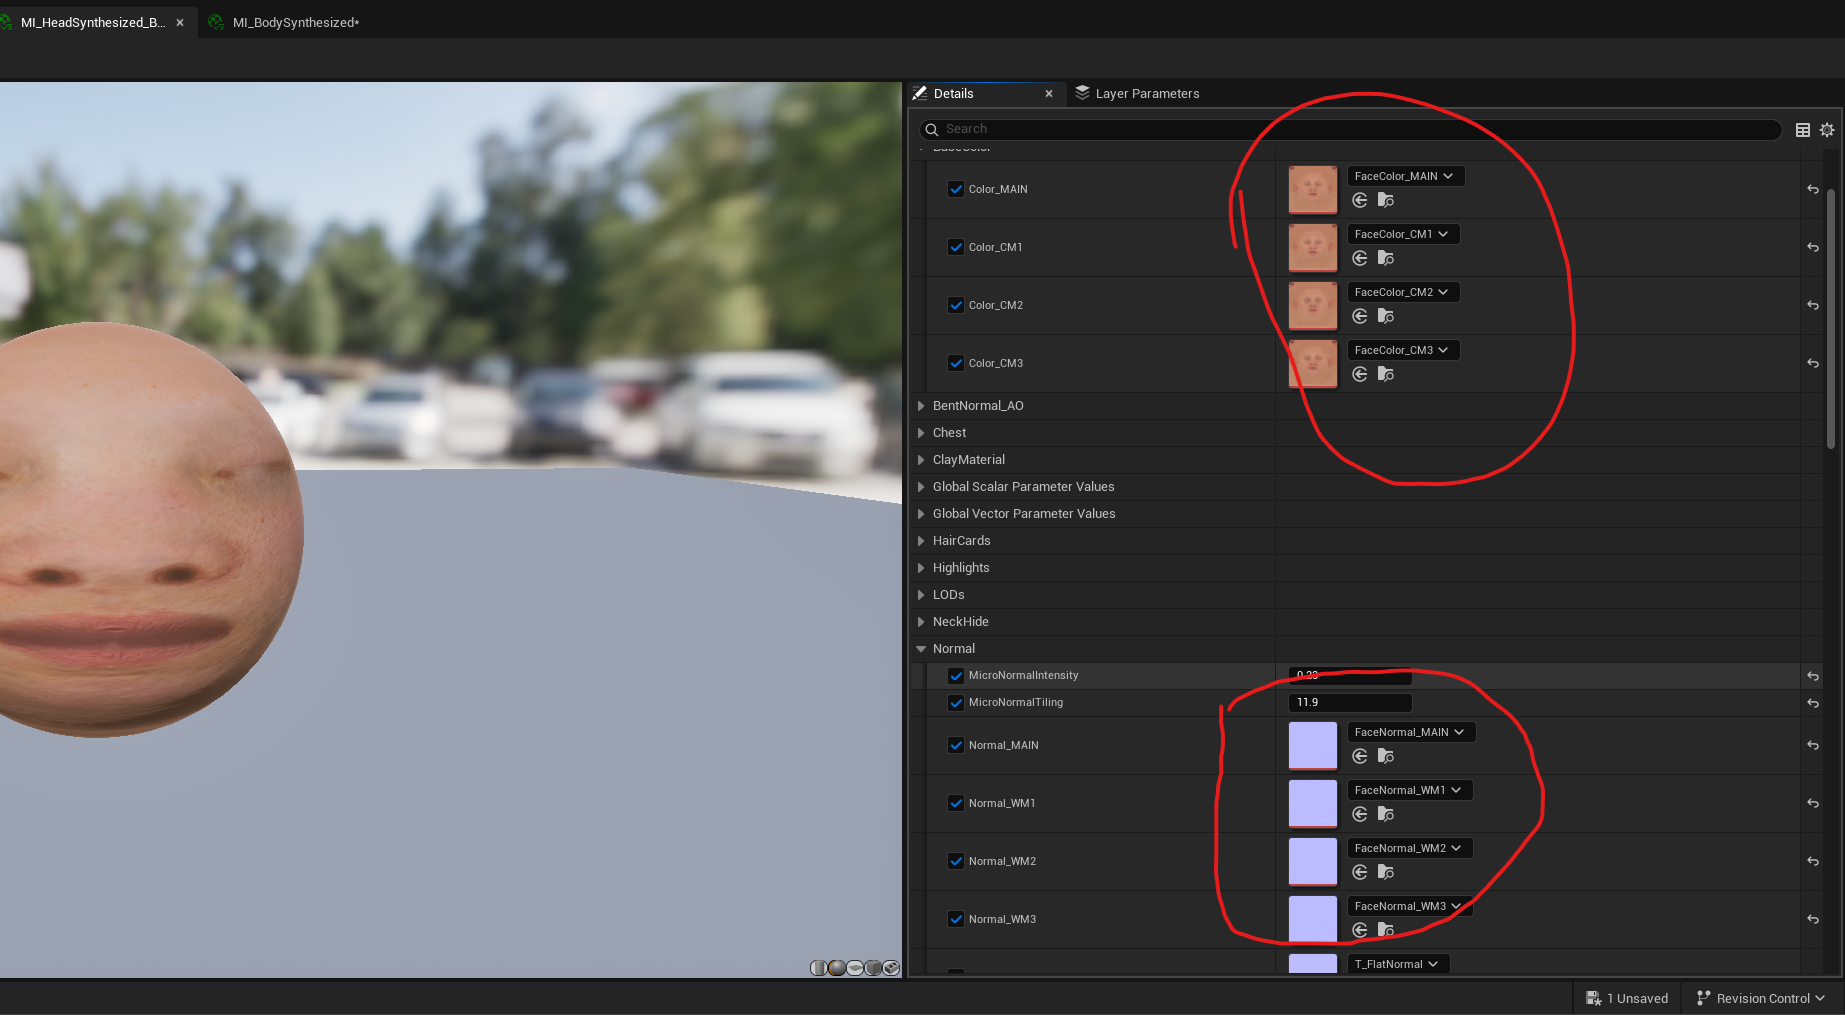 MI_HeadSynthesized_B...
MI_BodySynthesized*
Details
Layer Parameters
Search
BaseColor
Color_MAIN
FaceColor_MAIN
Color_CM1
FaceColor_CM1
Color_CM2
FaceColor_CM2
Color_CM3
FaceColor_CM3
BentNormal_AO
Chest
ClayMaterial
Global Scalar Parameter Values
Global Vector Parameter Values
HairCards
Highlights
LODs
NeckHide
Normal
MicroNormalIntensity
MicroNormalTiling
11.9
Normal_MAIN
FaceNormal_MAIN
Normal_WM1
FaceNormal_WM1
Normal_WM2
FaceNormal_WM2
Normal_WM3
FaceNormal_WM3
T_FlatNormal
1 Unsaved
Revision Control